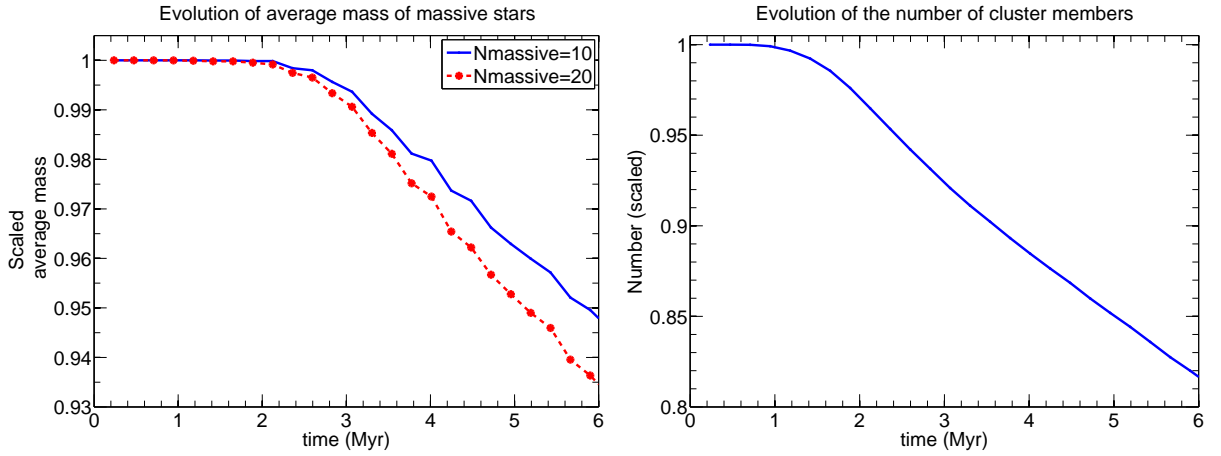 Evolution of average mass of massive stars
1
0.99
0.98
0.97
0.96
0.95
0.94
0.93
Scaled
average mass
Nmassive=10
Nmassive=20
0 1 2 3 4 5 6
time (Myr)
Evolution of the number of cluster members
1
0.95
0.9
0.85
0.8
Number (scaled)
0 1 2 3 4 5 6
time (Myr)